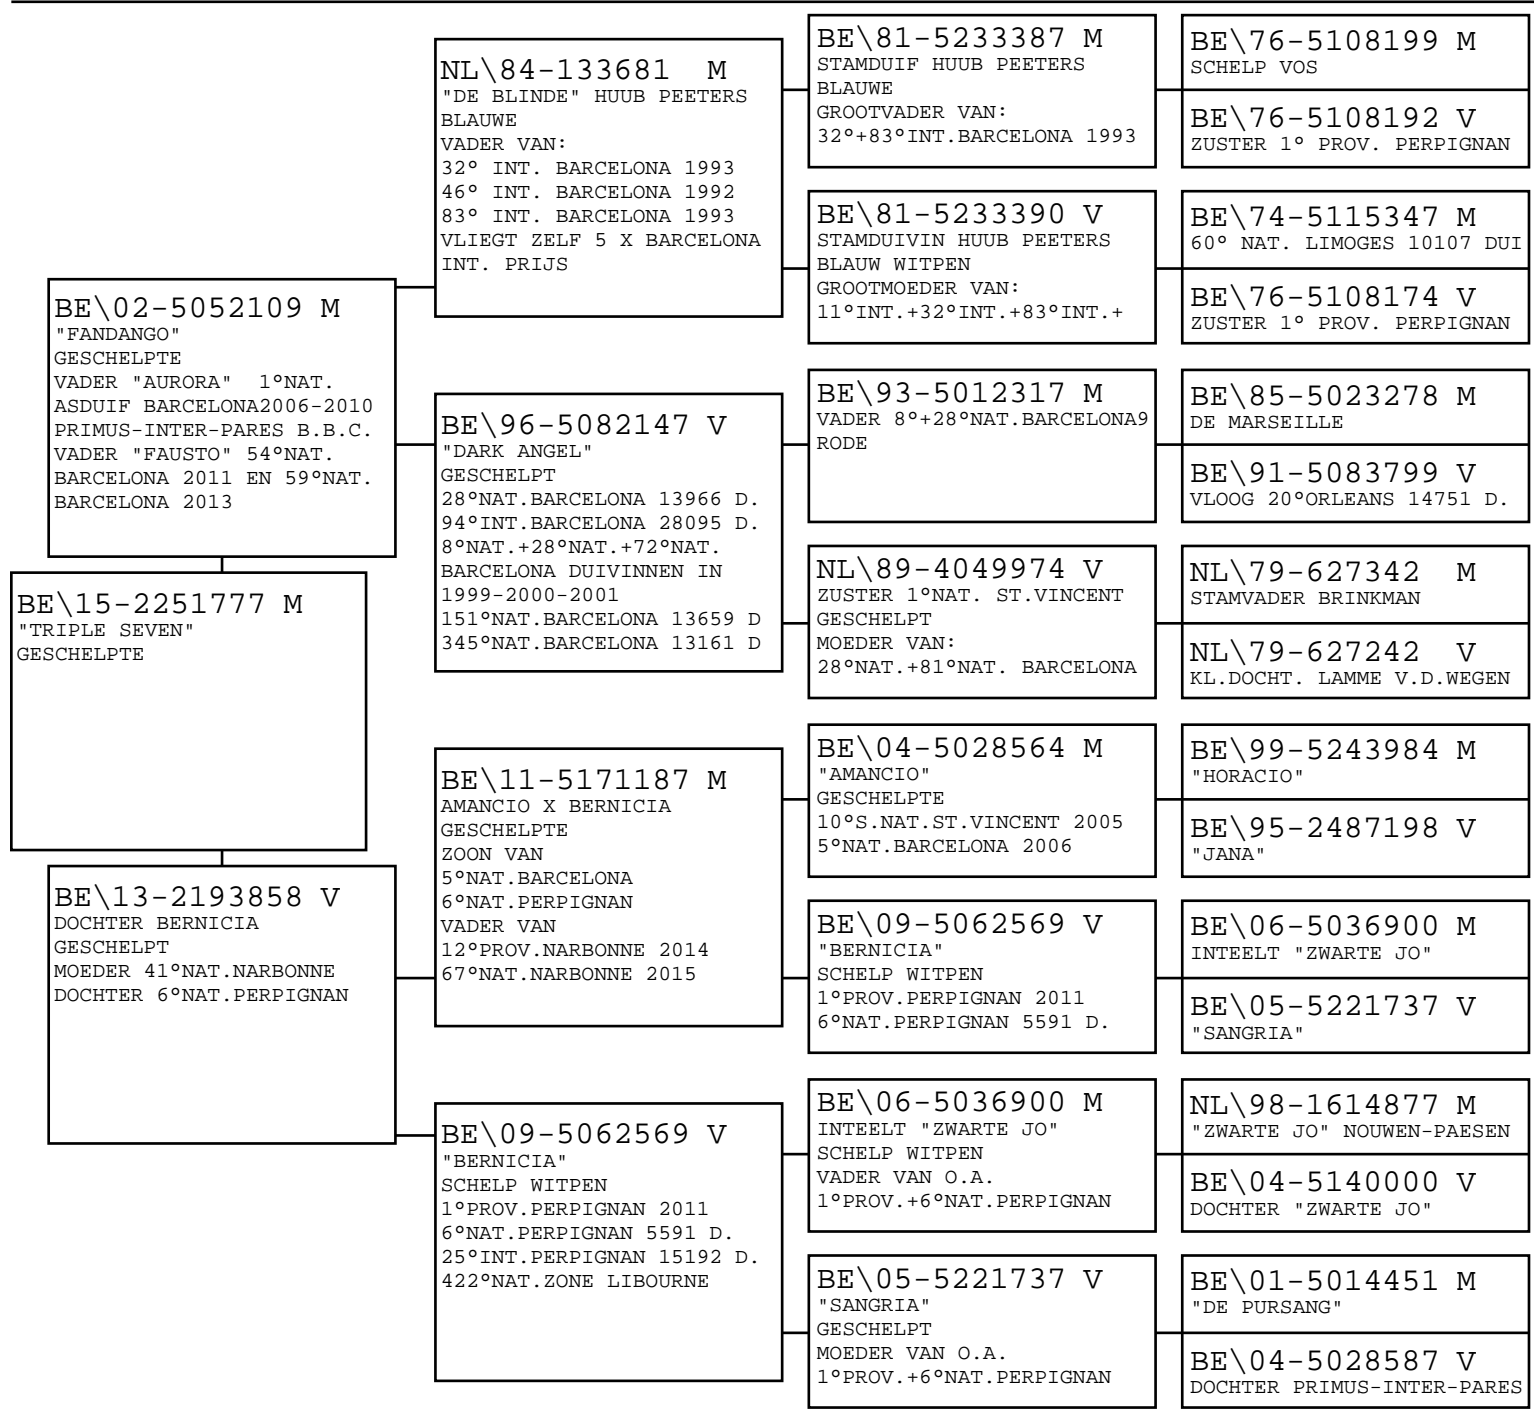 BE\15-2251777 M
"TRIPLE SEVEN"
GESCHELPTE
BE\02-5052109 M
"FANDANGO"
GESCHELPTE
VADER "AURORA" 1°NAT.
ASDUIF BARCELONA2006-2010
PRIMUS-INTER-PARES B.B.C.
VADER "FAUSTO" 54°NAT.
BARCELONA 2011 EN 59°NAT.
BARCELONA 2013
BE\13-2193858 V
DOCHTER BERNICIA
GESCHELPT
MOEDER 41°NAT.NARBONNE
DOCHTER 6°NAT.PERPIGNAN
NL\84-133681 M
"DE BLINDE" HUUB PEETERS
BLAUWE
VADER VAN:
32° INT. BARCELONA 1993
46° INT. BARCELONA 1992
83° INT. BARCELONA 1993
VLIEGT ZELF 5 X BARCELONA
INT. PRIJS
BE\96-5082147 V
"DARK ANGEL"
GESCHELPT
28°NAT.BARCELONA 13966 D.
94°INT.BARCELONA 28095 D.
8°NAT.+28°NAT.+72°NAT.
BARCELONA DUIVINNEN IN
1999-2000-2001
151°NAT.BARCELONA 13659 D
345°NAT.BARCELONA 13161 D
BE\11-5171187 M
AMANCIO X BERNICIA
GESCHELPTE
ZOON VAN
5°NAT.BARCELONA
6°NAT.PERPIGNAN
VADER VAN
12°PROV.NARBONNE 2014
67°NAT.NARBONNE 2015
BE\09-5062569 V
"BERNICIA"
SCHELP WITPEN
1°PROV.PERPIGNAN 2011
6°NAT.PERPIGNAN 5591 D.
25°INT.PERPIGNAN 15192 D.
422°NAT.ZONE LIBOURNE
BE\81-5233387 M
STAMDUIF HUUB PEETERS
BLAUWE
GROOTVADER VAN:
32°+83°INT.BARCELONA 1993
BE\81-5233390 V
STAMDUIVIN HUUB PEETERS
BLAUW WITPEN
GROOTMOEDER VAN:
11°INT.+32°INT.+83°INT.+
BE\93-5012317 M
VADER 8°+28°NAT.BARCELONA9
RODE
NL\89-4049974 V
ZUSTER 1°NAT. ST.VINCENT
GESCHELPT
MOEDER VAN:
28°NAT.+81°NAT. BARCELONA
BE\04-5028564 M
"AMANCIO"
GESCHELPTE
10°S.NAT.ST.VINCENT 2005
5°NAT.BARCELONA 2006
BE\09-5062569 V
"BERNICIA"
SCHELP WITPEN
1°PROV.PERPIGNAN 2011
6°NAT.PERPIGNAN 5591 D.
BE\06-5036900 M
INTEELT "ZWARTE JO"
SCHELP WITPEN
VADER VAN O.A.
1°PROV.+6°NAT.PERPIGNAN
BE\05-5221737 V
"SANGRIA"
GESCHELPT
MOEDER VAN O.A.
1°PROV.+6°NAT.PERPIGNAN
BE\76-5108199 M
SCHELP VOS
BE\76-5108192 V
ZUSTER 1° PROV. PERPIGNAN
BE\74-5115347 M
60° NAT. LIMOGES 10107 DUI
BE\76-5108174 V
ZUSTER 1° PROV. PERPIGNAN
BE\85-5023278 M
DE MARSEILLE
BE\91-5083799 V
VLOOG 20°ORLEANS 14751 D.
NL\79-627342 M
STAMVADER BRINKMAN
NL\79-627242 V
KL.DOCHT. LAMME V.D.WEGEN
BE\99-5243984 M
"HORACIO"
BE\95-2487198 V
"JANA"
BE\06-5036900 M
INTEELT "ZWARTE JO"
BE\05-5221737 V
"SANGRIA"
NL\98-1614877 M
"ZWARTE JO" NOUWEN-PAESEN
BE\04-5140000 V
DOCHTER "ZWARTE JO"
BE\01-5014451 M
"DE PURSANG"
BE\04-5028587 V
DOCHTER PRIMUS-INTER-PARES